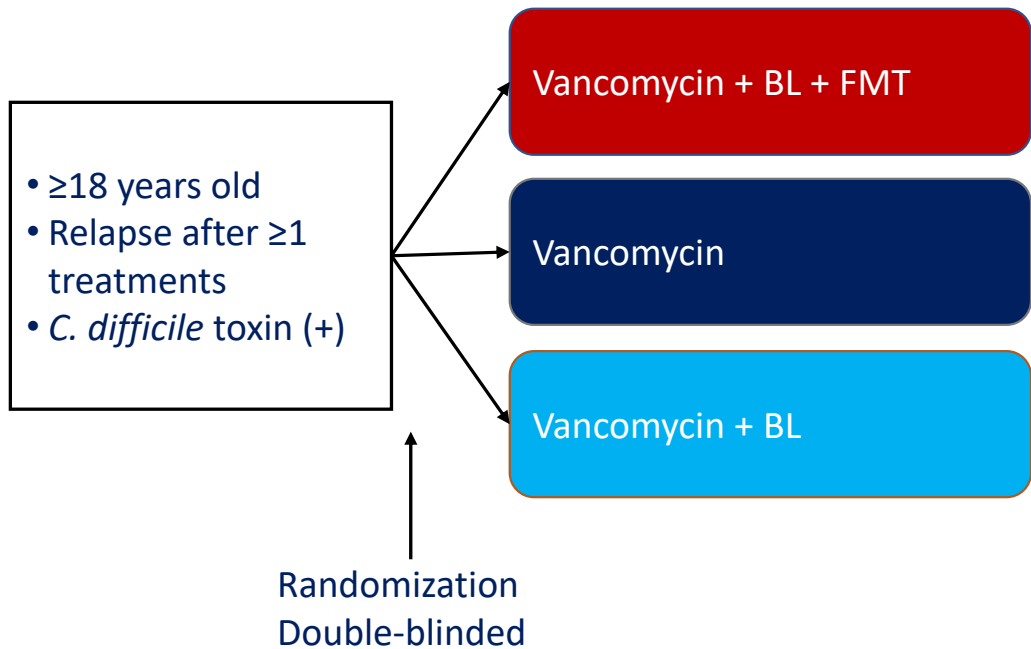 • ≥18 years old
• Relapse after ≥1
treatments
• C. difficile toxin (+)
Vancomycin + BL + FMT
Vancomycin
Vancomycin + BL
Randomization
Double-blinded